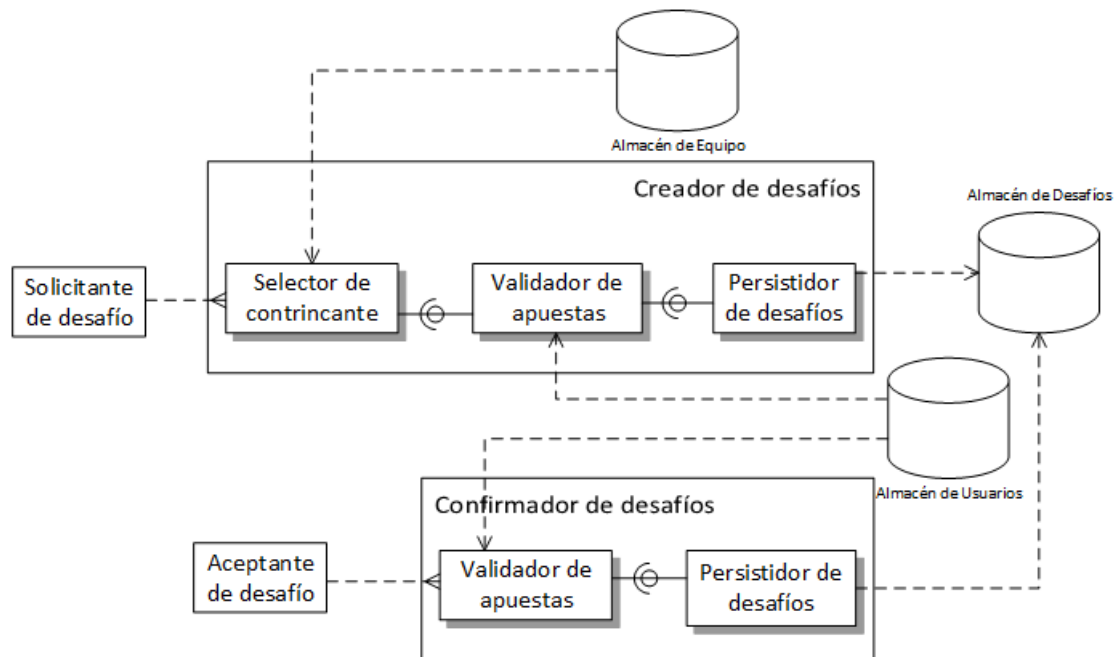 Almacén de Equipo
Creador de desafíos
Almacén de Desafíos
Solicitante
de desafío
Selector de
contrincante
Validador de
apuestas
Persistidor
de desafíos
Almacén de Usuarios
Confirmador de desafíos
Aceptante
de desafío
Validador de
apuestas
Persistidor de
desafíos